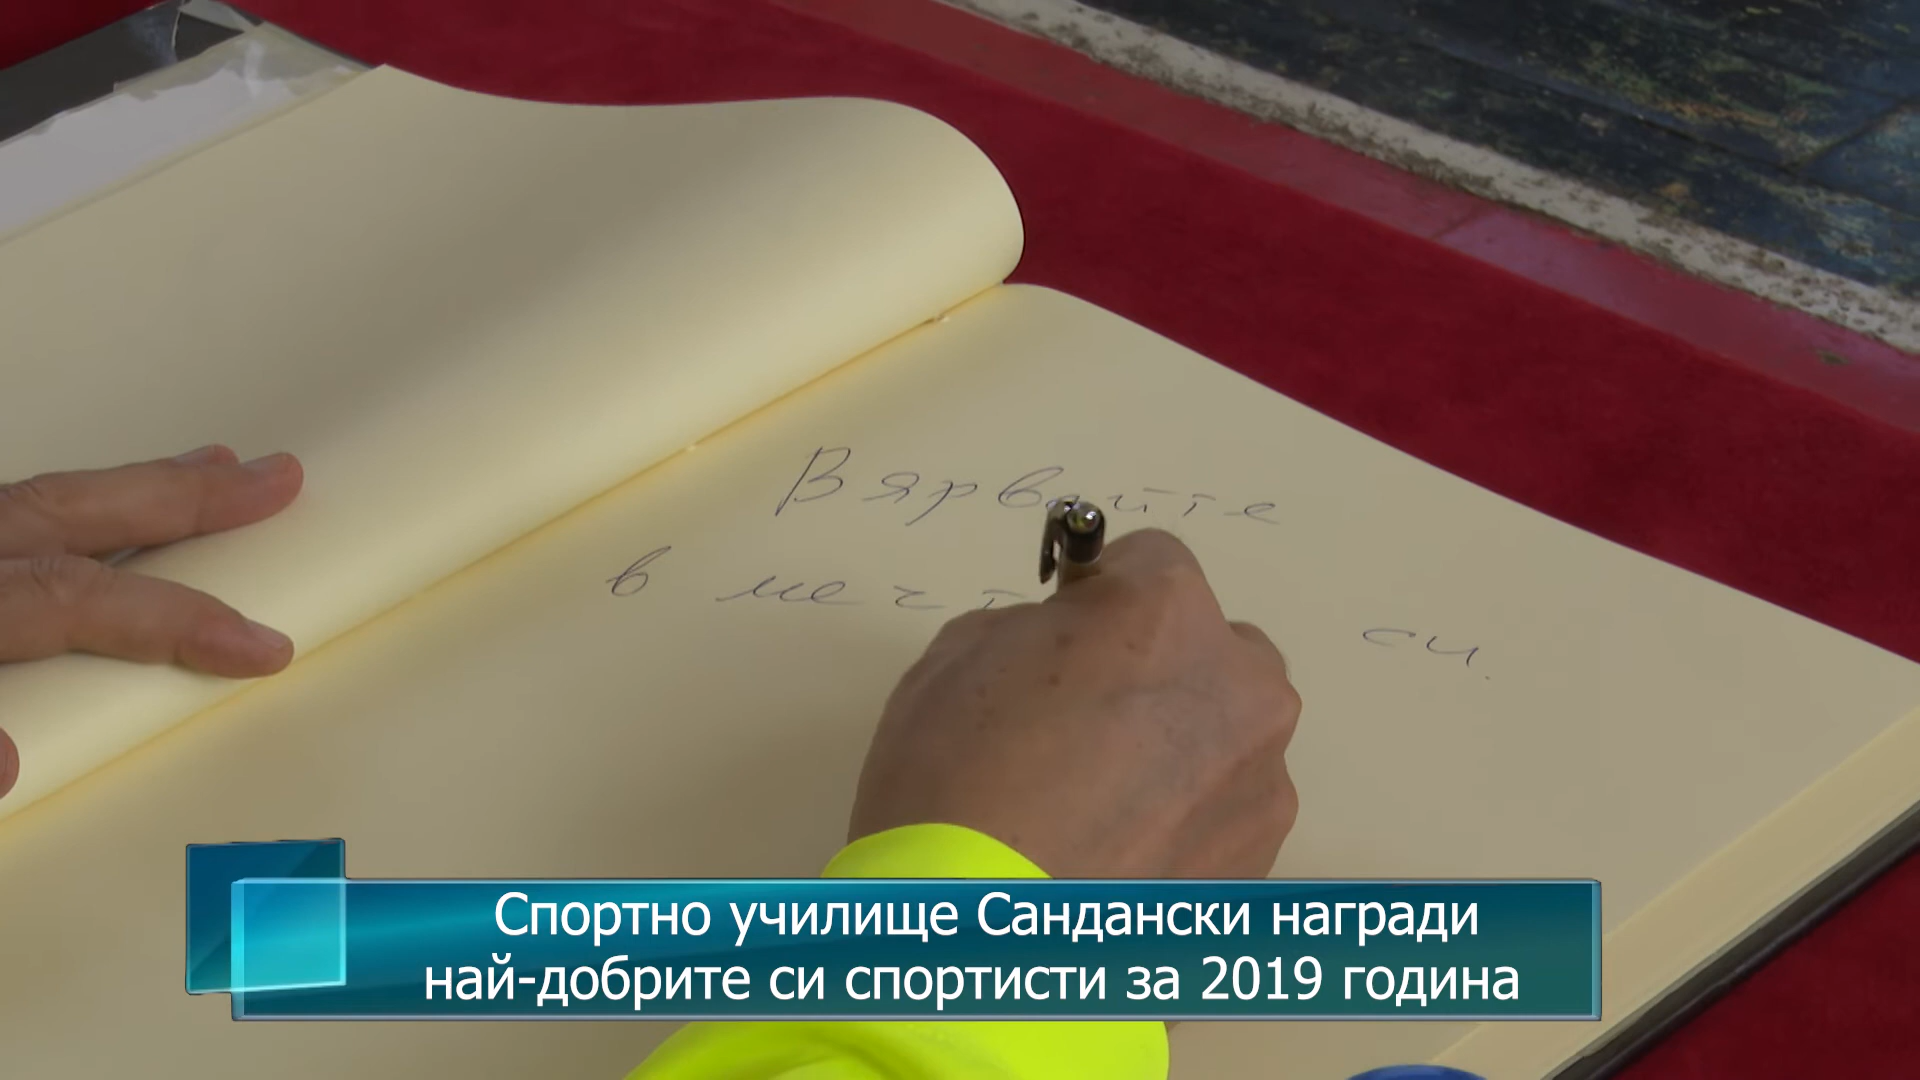 Вярвайте
в
си.
Спортно училище Сандански награди
най-добрите си спортисти за 2019 година